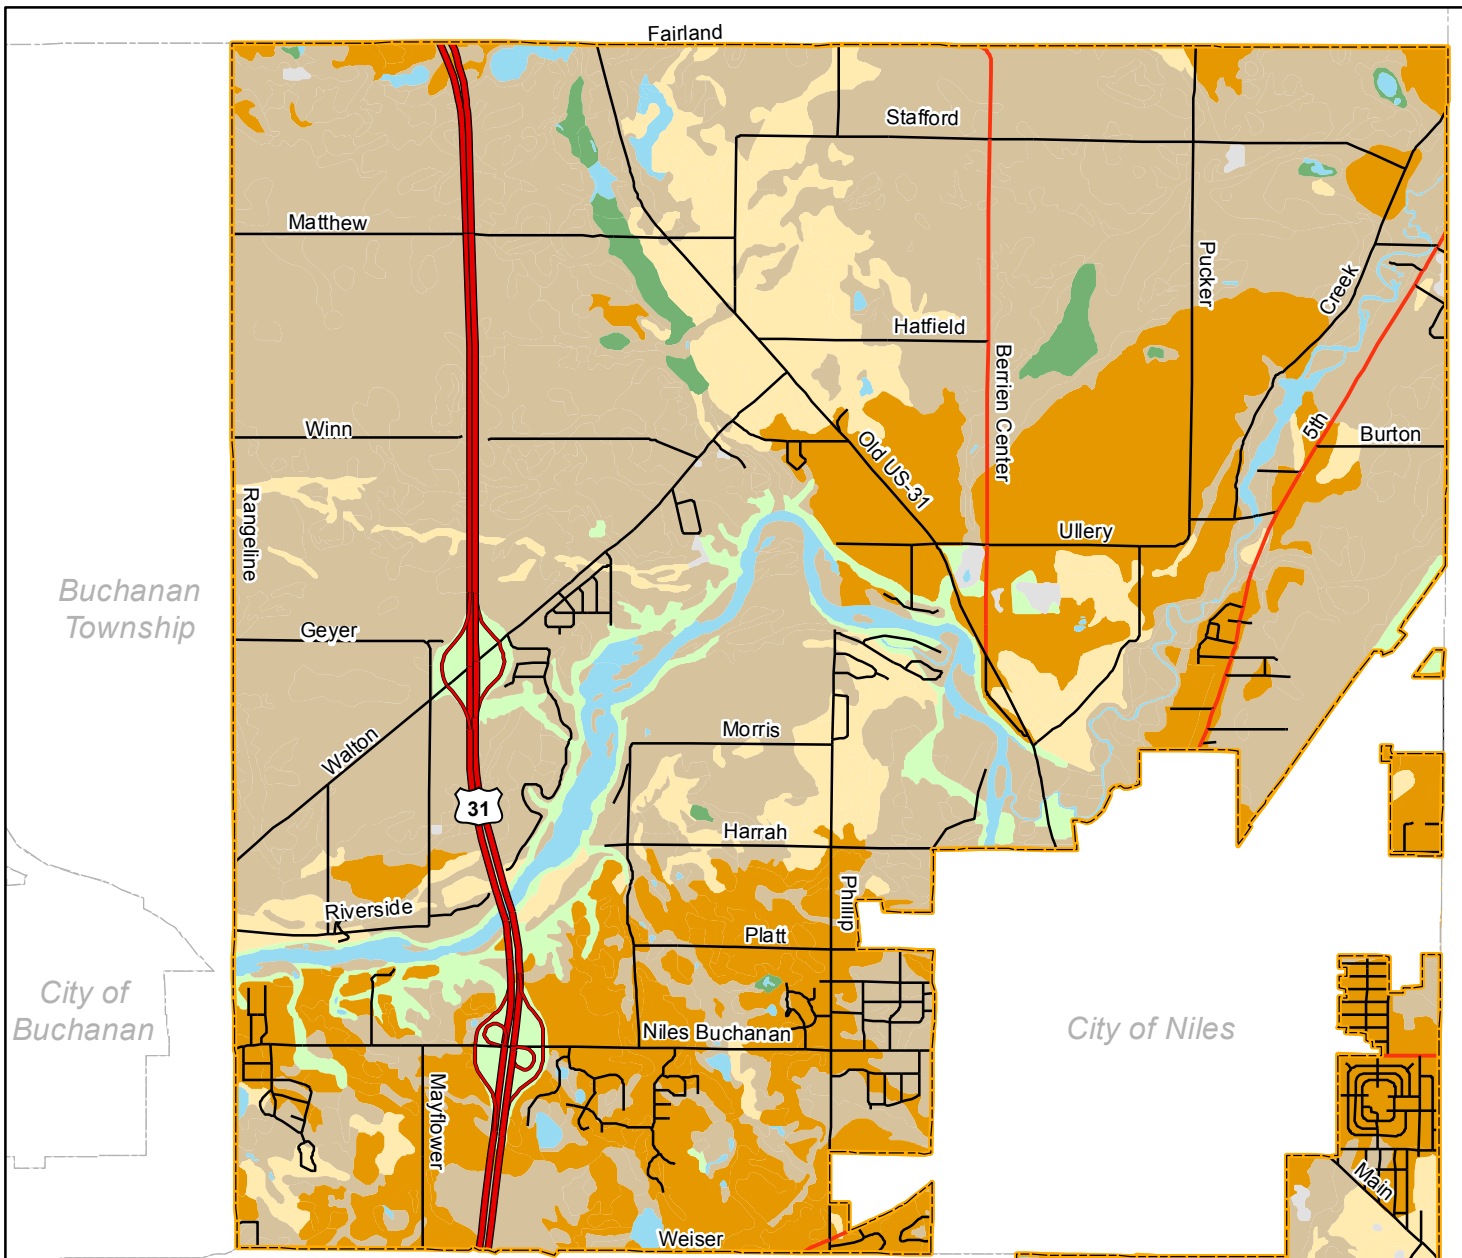 Fairland
Stafford
Matthew
Pucker
Creek
Hatfield
Berrien Center
Winn
5th
Burton
Old US-31
Rangeline
Ullery
Buchanan
Township
Geyer
Morris
Walton
31
Harrah
Phillip
Riverside
Platt
City of
Buchanan
Niles Buchanan
City of Niles
Mayflower
Main
Weiser